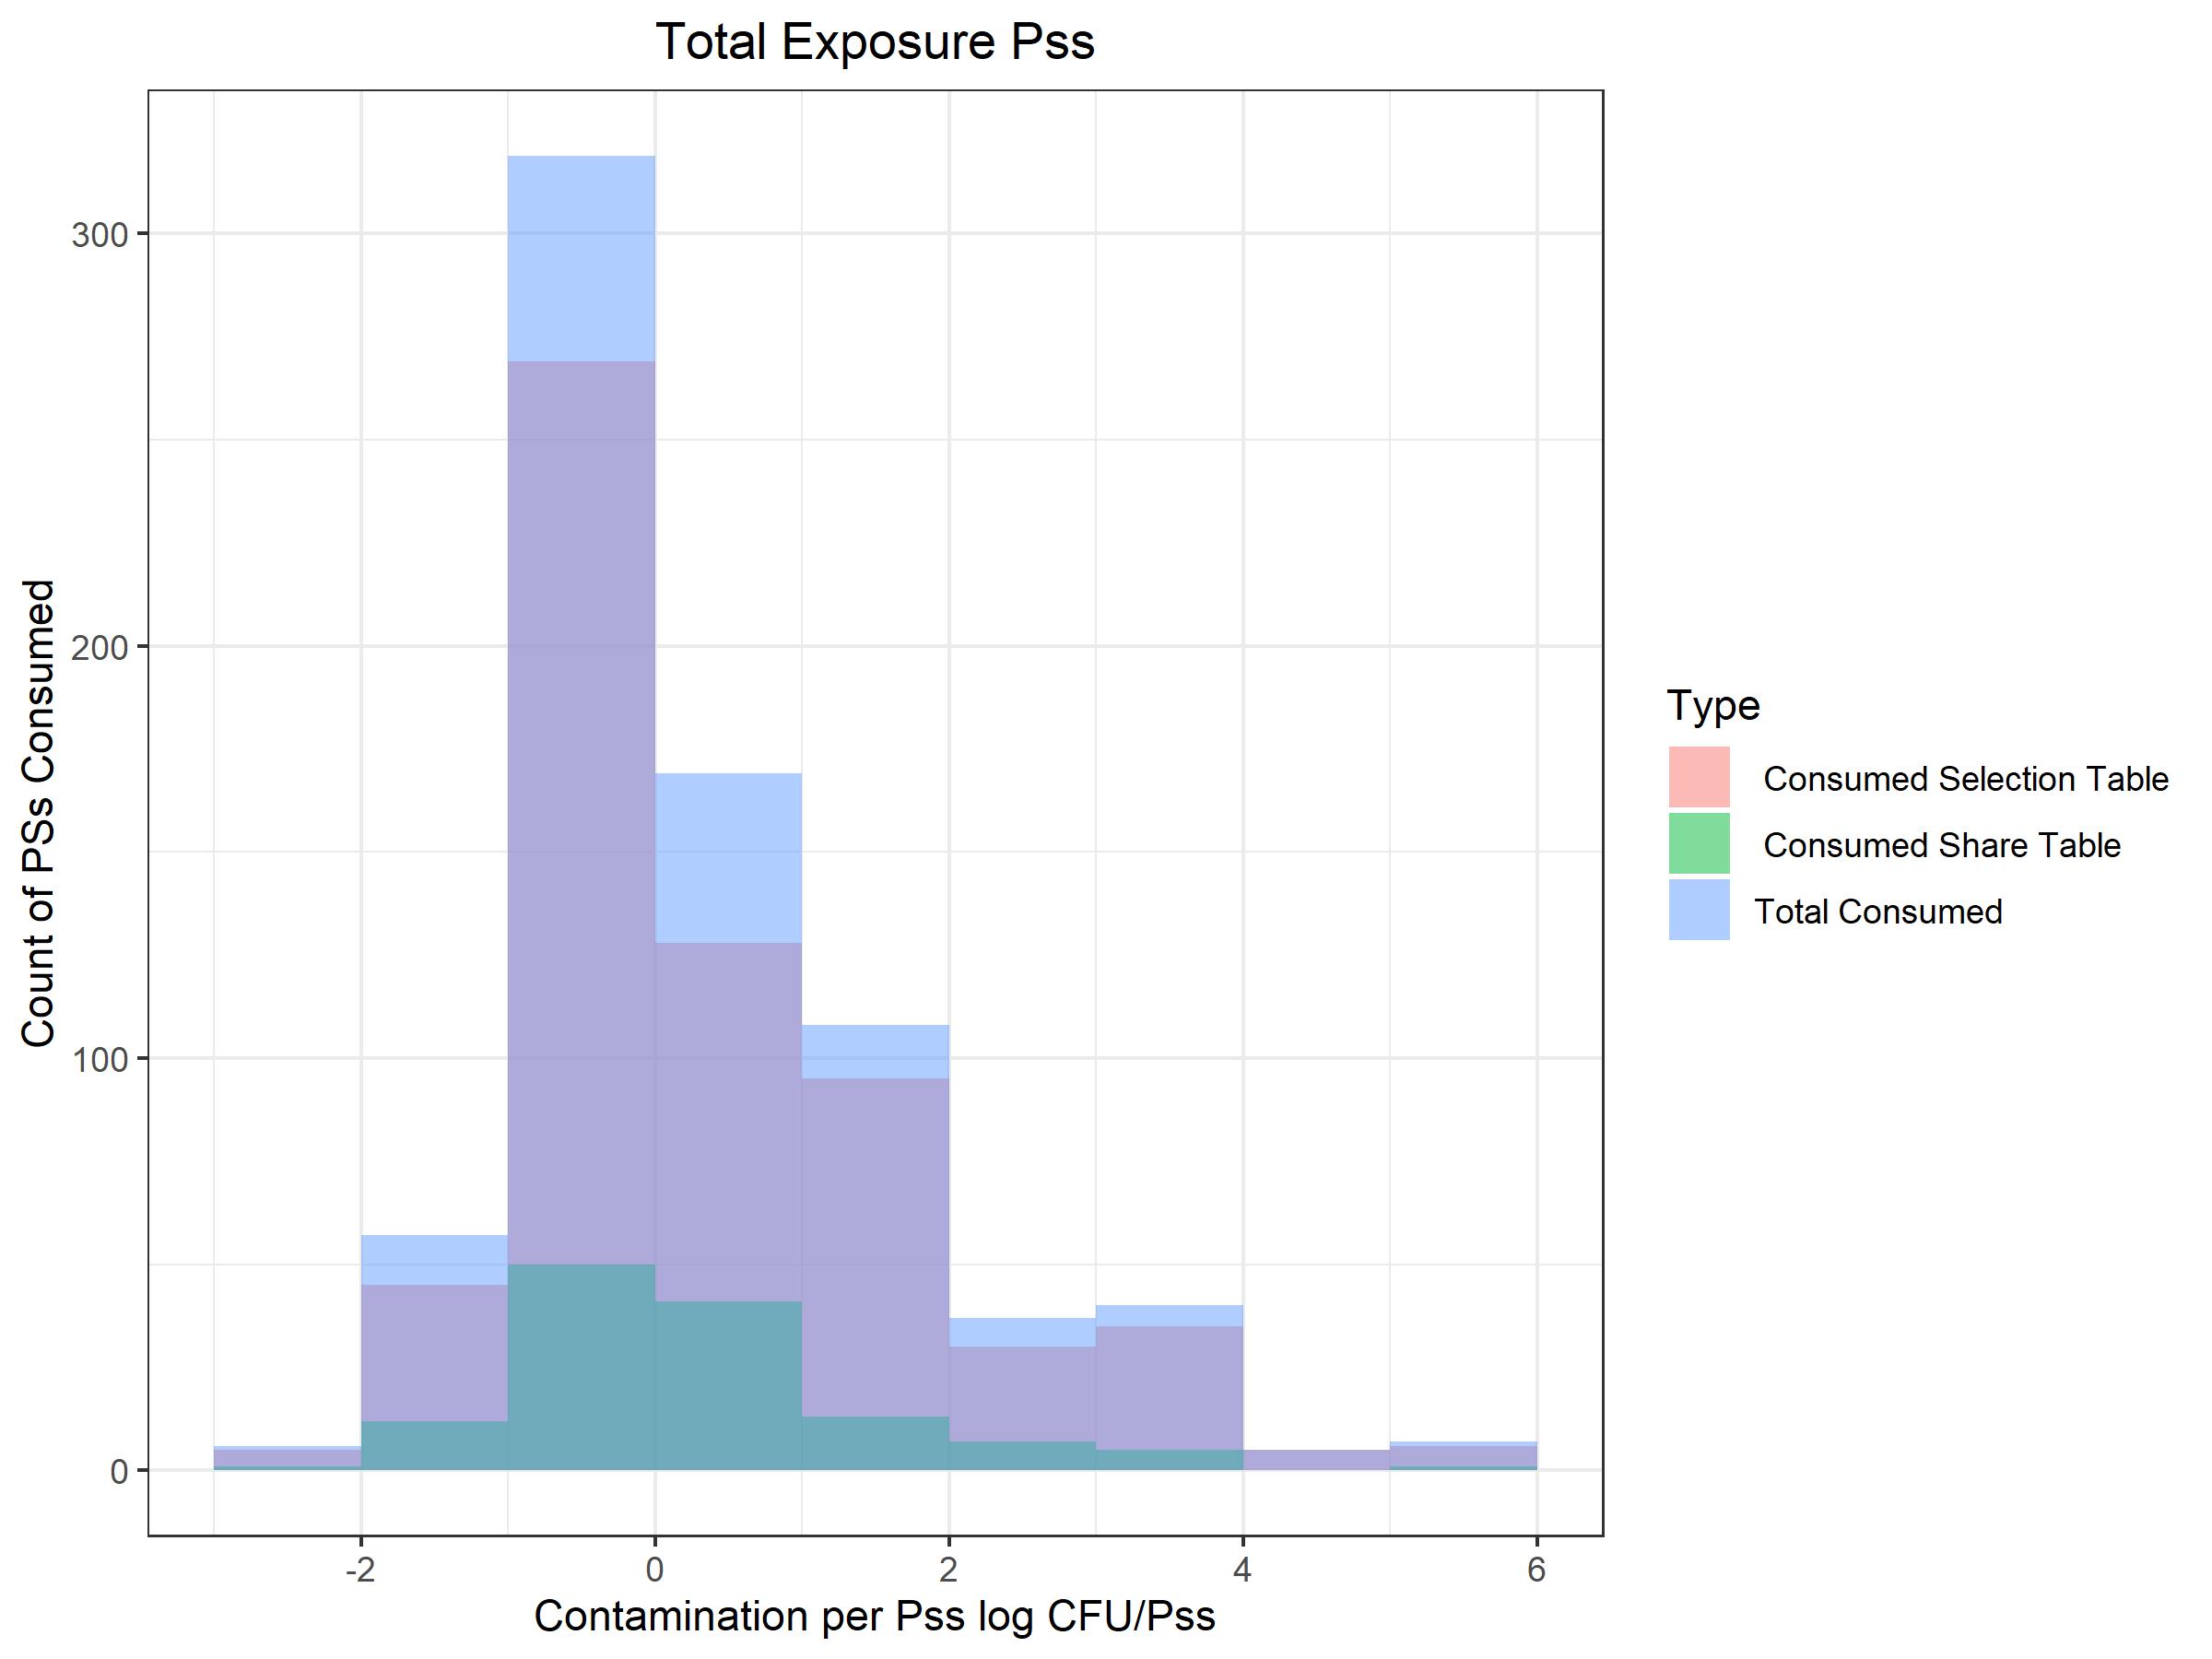 Total Exposure Pss
Count of PSs Consumed
300
200
100
0
-2 0 2 4 6
Contamination per Pss log CFU/Pss
Type
Consumed Selection Table
Consumed Share Table
Total Consumed